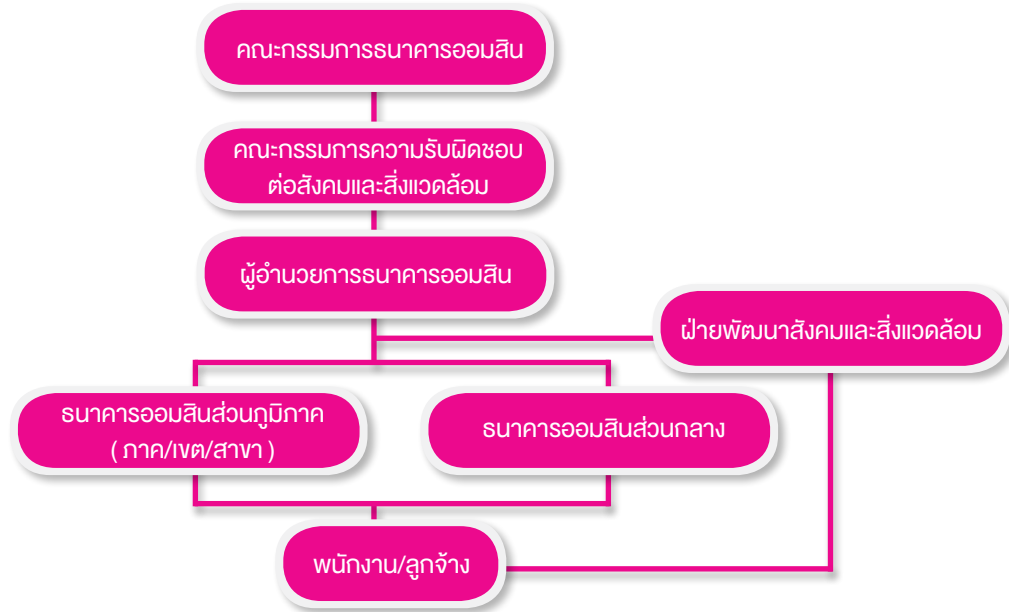 คณะกรรมการธนาคารออมสิน
คณะกรรมการความรับผิดชอบ
ต่อสังคมและสิ่งแวดล้อม
ผู้อำนวยการธนาคารออมสิน
ฝ่ายพัฒนาสังคมและสิ่งแวดล้อม
ธนาคารออมสินส่วนภูมิภาค
( ภาค/เขต/สาขา )
ธนาคารออมสินส่วนกลาง
พนักงาน/ลูกจ้าง